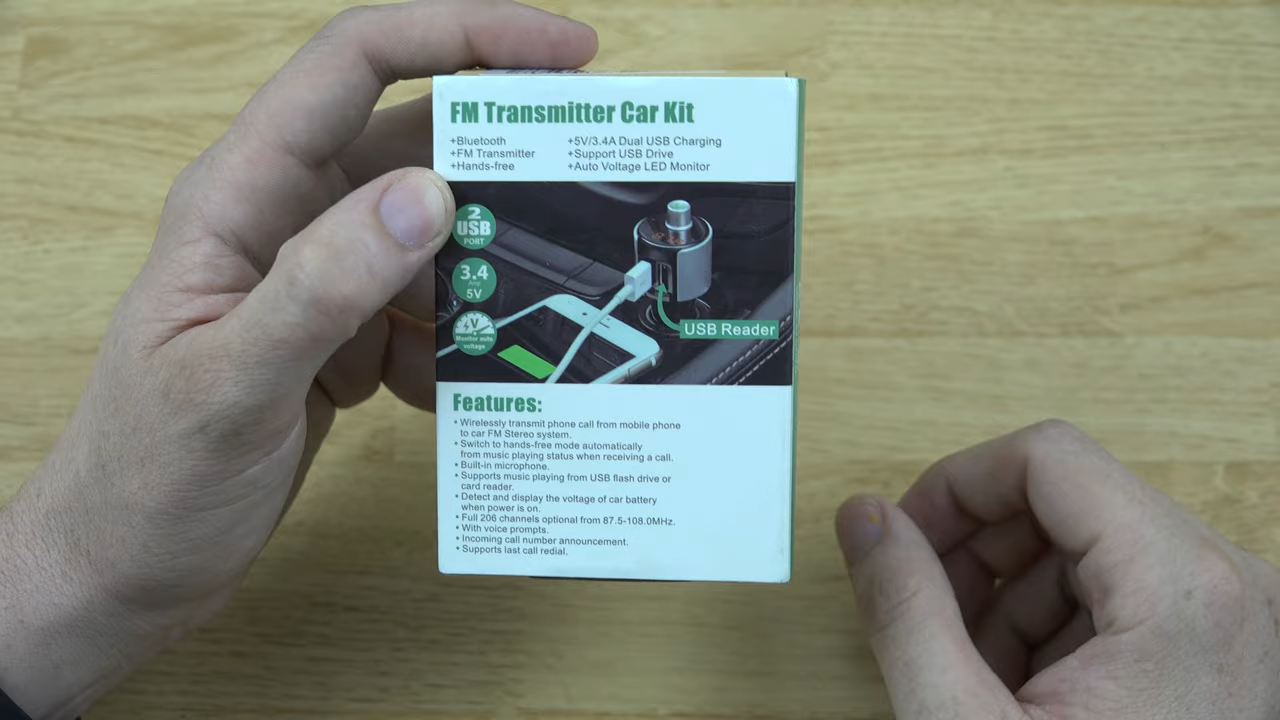 FM Transmitter Car Kit
+Bluetooth
+FM Transmitter
+Hands-free
+5V/3.4A Dual USB Charging
+Support USB Drive
+Auto Voltage LED Monitor
2
USB
PORT
3.4
Amp
5V
V
Monitor auto
voltage
USB Reader
Features:
• Wirelessly transmit phone call from mobile phone
to car FM Stereo system.
• Switch to hands-free mode automatically
from music playing status when receiving a call.
• Built-in microphone.
• Supports music playing from USB flash drive or
card reader.
• Detect and display the voltage of car battery
when power is on.
• Full 206 channels optional from 87.5-108.0MHz.
• With voice prompts.
• Incoming call number announcement.
• Supports last call redial.